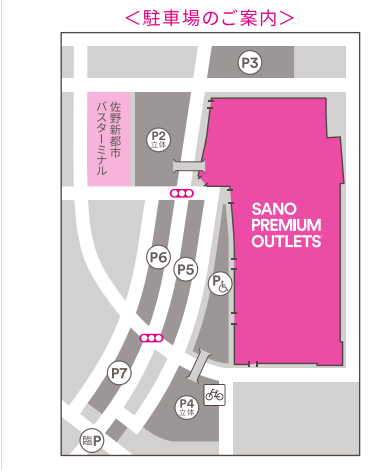 ＜駐車場のご案内＞
P3
佐野新都市
バスターミナル
P2
立体
SANO
PREMIUM
OUTLETS
P6
P5
P
P7
P4
立体
臨P